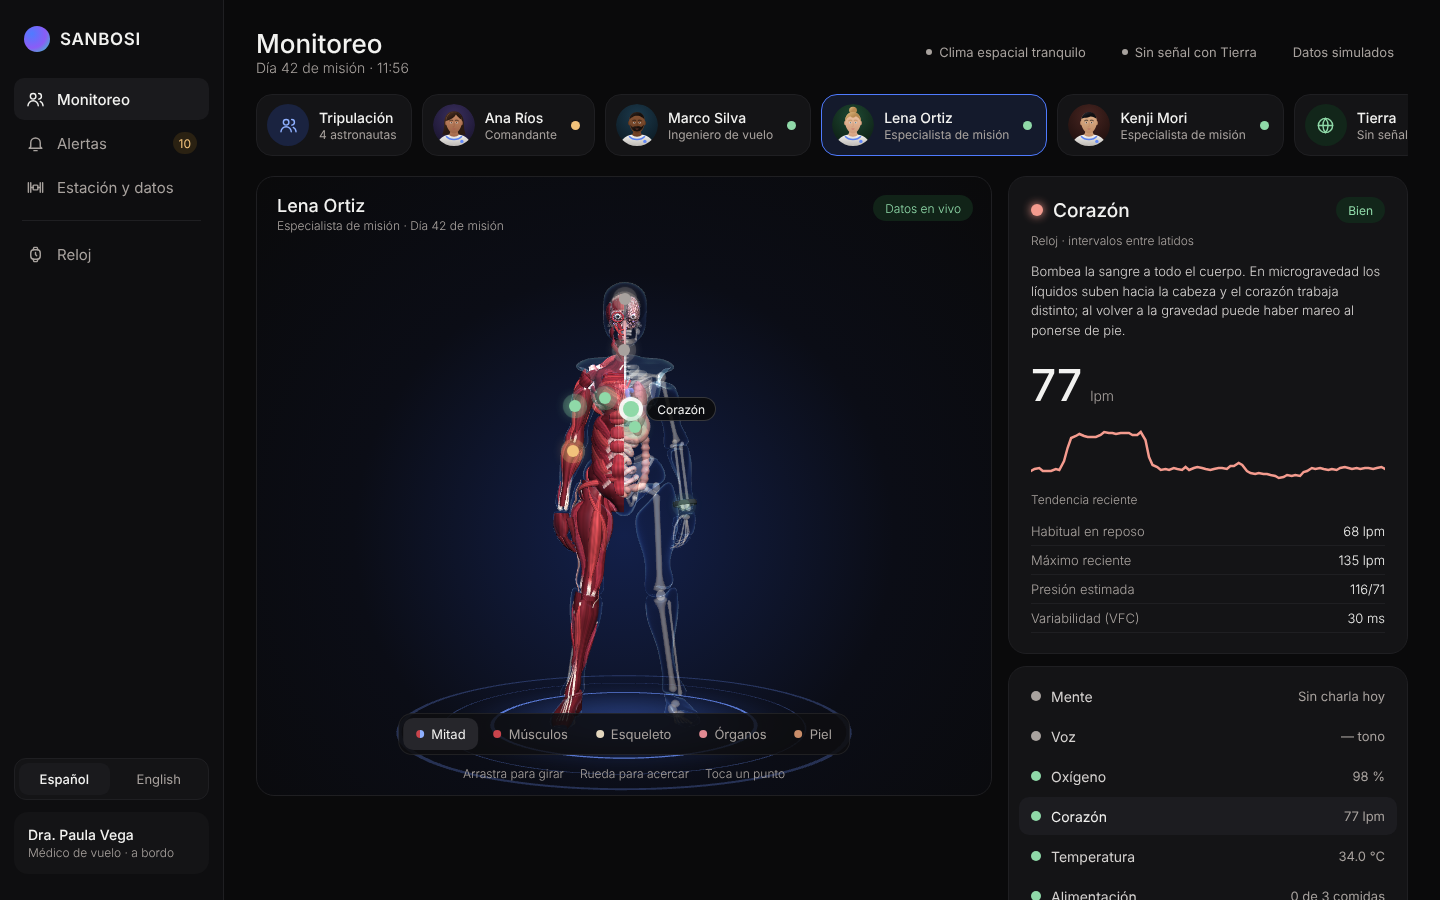 SANBOSI
Monitoreo
Alertas
10
Estación y datos
Reloj
Español
English
Dra. Paula Vega
Médico de vuelo · a bordo
Monitoreo
Día 42 de misión · 11:56
Clima espacial tranquilo
Sin señal con Tierra
Datos simulados
Tripulación
4 astronautas
Ana Ríos
Comandante
Marco Silva
Ingeniero de vuelo
Lena Ortiz
Especialista de misión
Kenji Mori
Especialista de misión
Tierra
Sin señal
Lena Ortiz
Especialista de misión · Día 42 de misión
Datos en vivo
Corazón
Mitad
Músculos
Esqueleto
Órganos
Piel
Arrastra para girar
Rueda para acercar
Toca un punto
Corazón
Bien
Reloj · intervalos entre latidos
Bombea la sangre a todo el cuerpo. En microgravedad los
líquidos suben hacia la cabeza y el corazón trabaja
distinto; al volver a la gravedad puede haber mareo al
ponerse de pie.
77 lpm
Tendencia reciente
Habitual en reposo 68 lpm
Máximo reciente 135 lpm
Presión estimada 116/71
Variabilidad (VFC) 30 ms
Mente Sin charla hoy
Voz — tono
Oxígeno 98 %
Corazón 77 lpm
Temperatura 34.0 °C
Alimentación 0 de 3 comidas